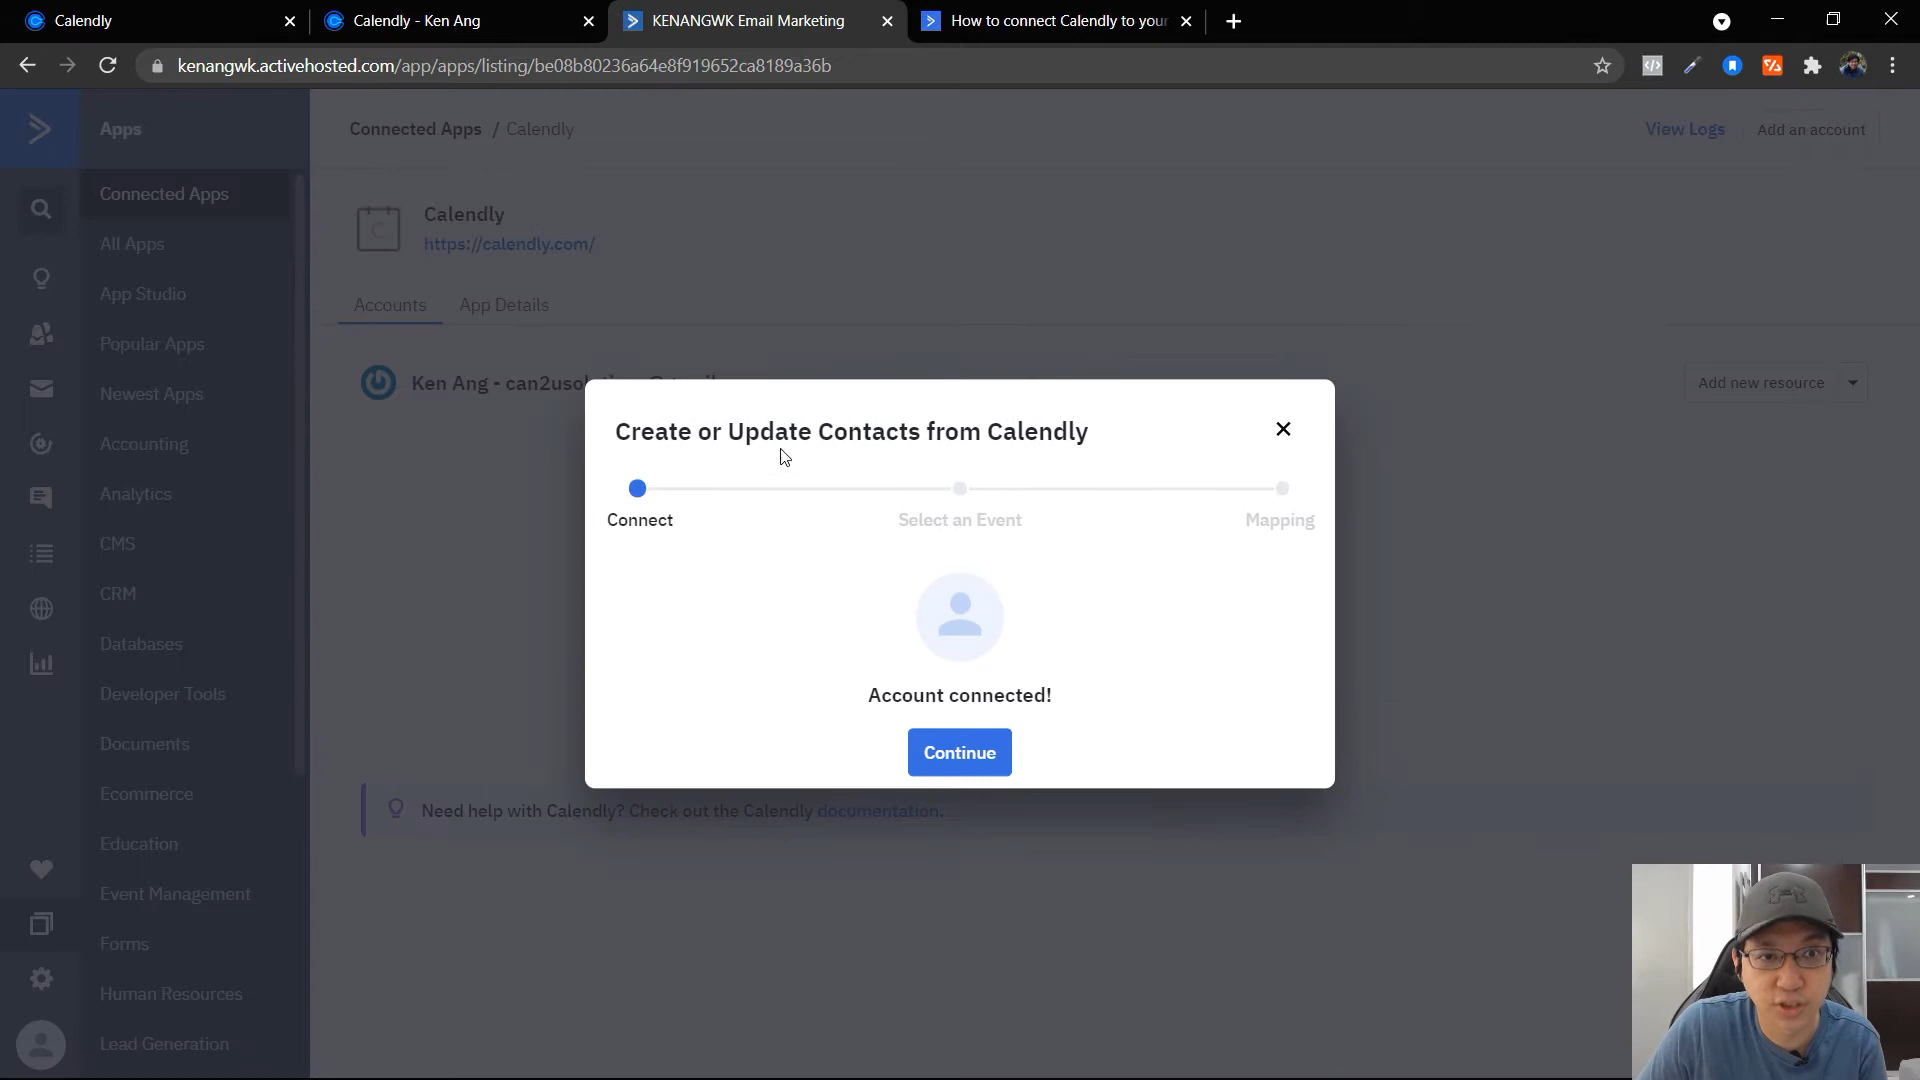 Calendly
Calendly - Ken Ang
KENANGWK Email Marketing
How to connect Calendly to your
kenangwk.activehosted.com/app/apps/listing/be08b80236a64e8f919652ca8189a36b
Apps
Connected Apps / Calendly
View Logs
Add an account
Connected Apps
All Apps
App Studio
Popular Apps
Newest Apps
Accounting
Analytics
CMS
CRM
Databases
Developer Tools
Documents
Ecommerce
Education
Event Management
Forms
Human Resources
Lead Generation
Calendly
https://calendly.com/
Accounts
App Details
Ken Ang -
Add new resource
Create or Update Contacts from Calendly
Connect
Select an Event
Mapping
Account connected!
Continue
Need help with Calendly? Check out the Calendly documentation.